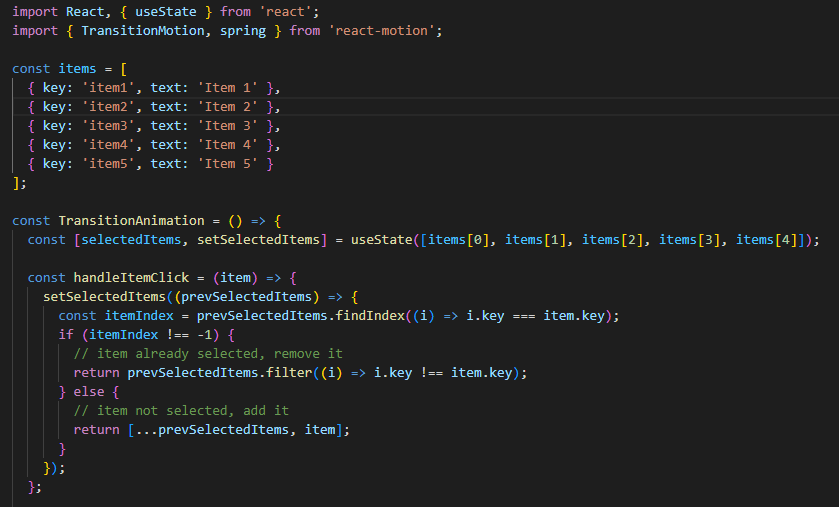 import React, { useState } from 'react';
import { TransitionMotion, spring } from 'react-motion';

const items = [
  { key: 'item1', text: 'Item 1' },
  { key: 'item2', text: 'Item 2' },
  { key: 'item3', text: 'Item 3' },
  { key: 'item4', text: 'Item 4' },
  { key: 'item5', text: 'Item 5' }
];

const TransitionAnimation = () => {
  const [selectedItems, setSelectedItems] = useState([items[0], items[1], items[2], items[3], items[4]]);

  const handleItemClick = (item) => {
    setSelectedItems((prevSelectedItems) => {
      const itemIndex = prevSelectedItems.findIndex((i) => i.key === item.key);
      if (itemIndex !== -1) {
        // item already selected, remove it
        return prevSelectedItems.filter((i) => i.key !== item.key);
      } else {
        // item not selected, add it
        return [...prevSelectedItems, item];
      }
    });
  };